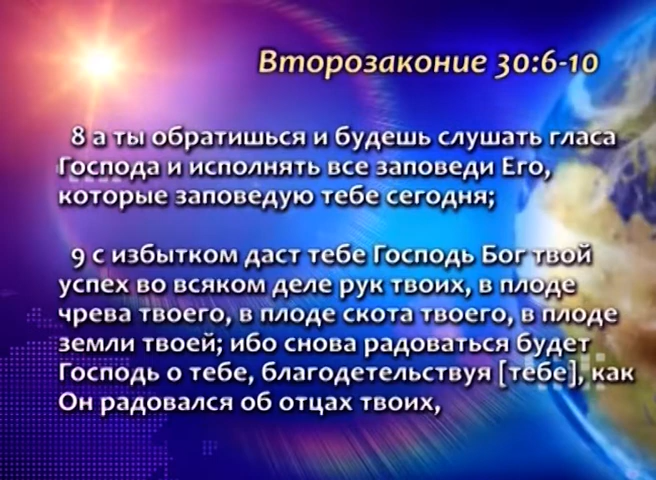 Второзаконие 30:6-10
8 а ты обратишься и будешь слушать гласа
Господа и исполнять все заповеди Его,
которые заповедую тебе сегодня;
9 с избытком даст тебе Господь Бог твой
успех во всяком деле рук твоих, в плоде
чрева твоего, в плоде скота твоего, в плоде
земли твоей; ибо снова радоваться будет
Господь о тебе, благодетельствуя [тебе], как
Он радовался об отцах твоих,